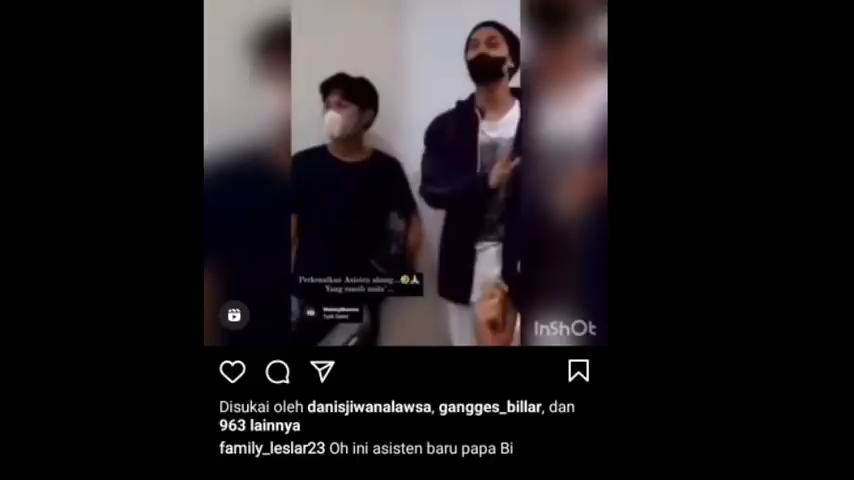 Perkenalkan Asisten abang...🤣🙏
Yang masih muda"...
InShOt
Disukai oleh danisjiwanalawsa, gangges_billar, dan
963 lainnya
family_leslar23 Oh ini asisten baru papa Bi